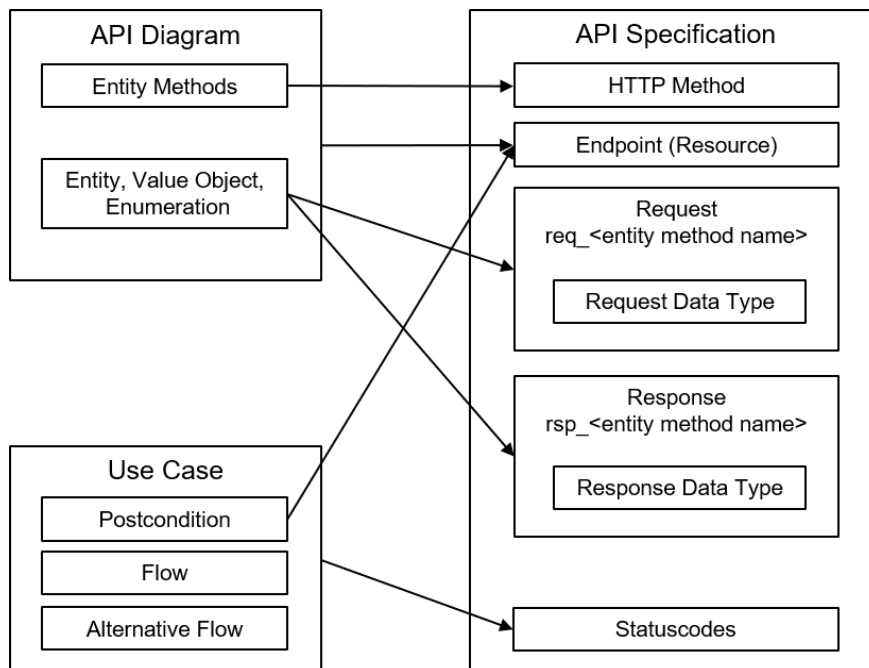 API Diagram
Entity Methods
Entity, Value Object,
Enumeration
Use Case
Postcondition
Flow
Alternative Flow
API Specification
HTTP Method
Endpoint (Resource)
Request
req_<entity method name>
Request Data Type
Response
rsp_<entity method name>
Response Data Type
Statuscodes